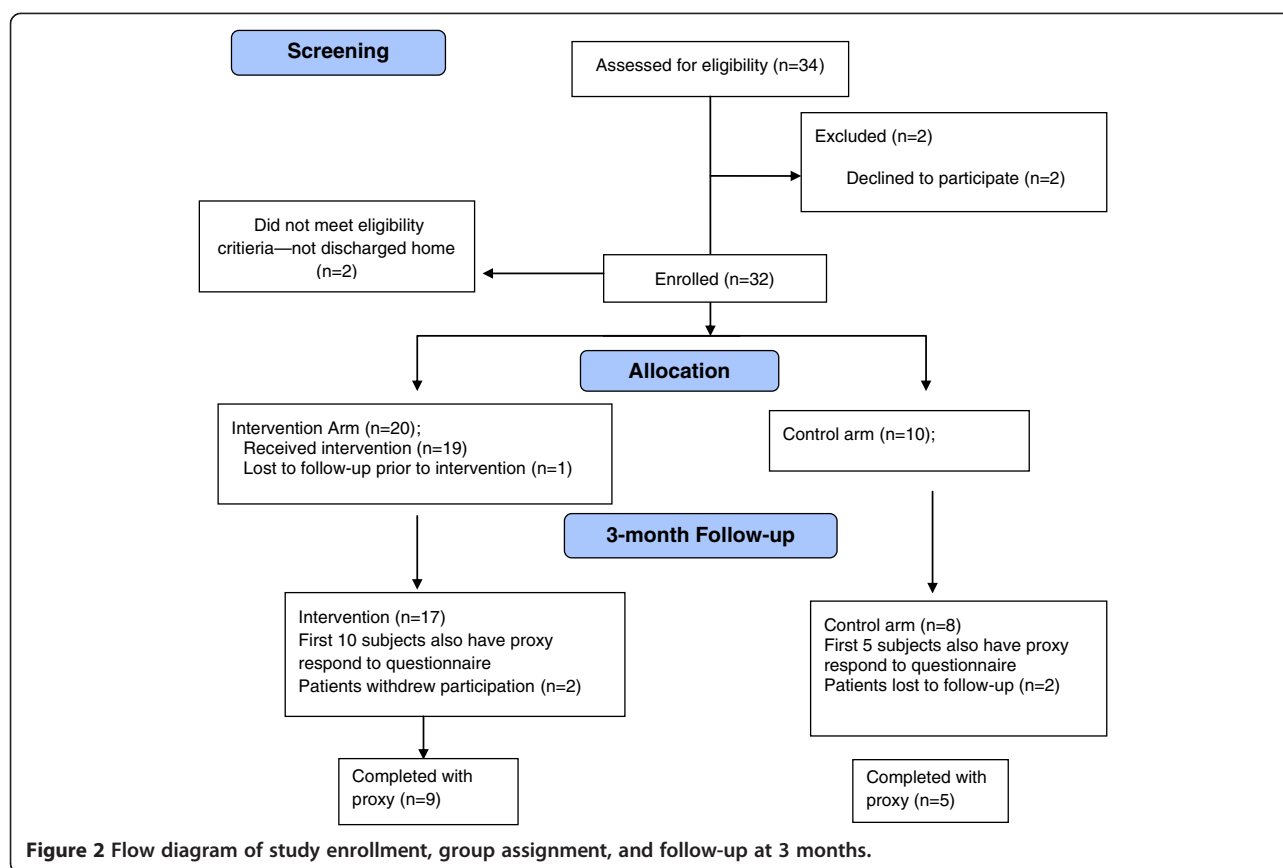 Screening
Assessed for eligibility (n=34)
Excluded (n=2)
Declined to participate (n=2)
Did not meet eligibility
critieria—not discharged home
(n=2)
Enrolled (n=32)
Allocation
Intervention Arm (n=20);
Received intervention (n=19)
Lost to follow-up prior to intervention (n=1)
Control arm (n=10);
3-month Follow-up
Intervention (n=17)
First 10 subjects also have proxy
respond to questionnaire
Patients withdrew participation (n=2)
Control arm (n=8)
First 5 subjects also have proxy
respond to questionnaire
Patients lost to follow-up (n=2)
Completed with
proxy (n=9)
Completed with
proxy (n=5)
Figure 2 Flow diagram of study enrollment, group assignment, and follow-up at 3 months.